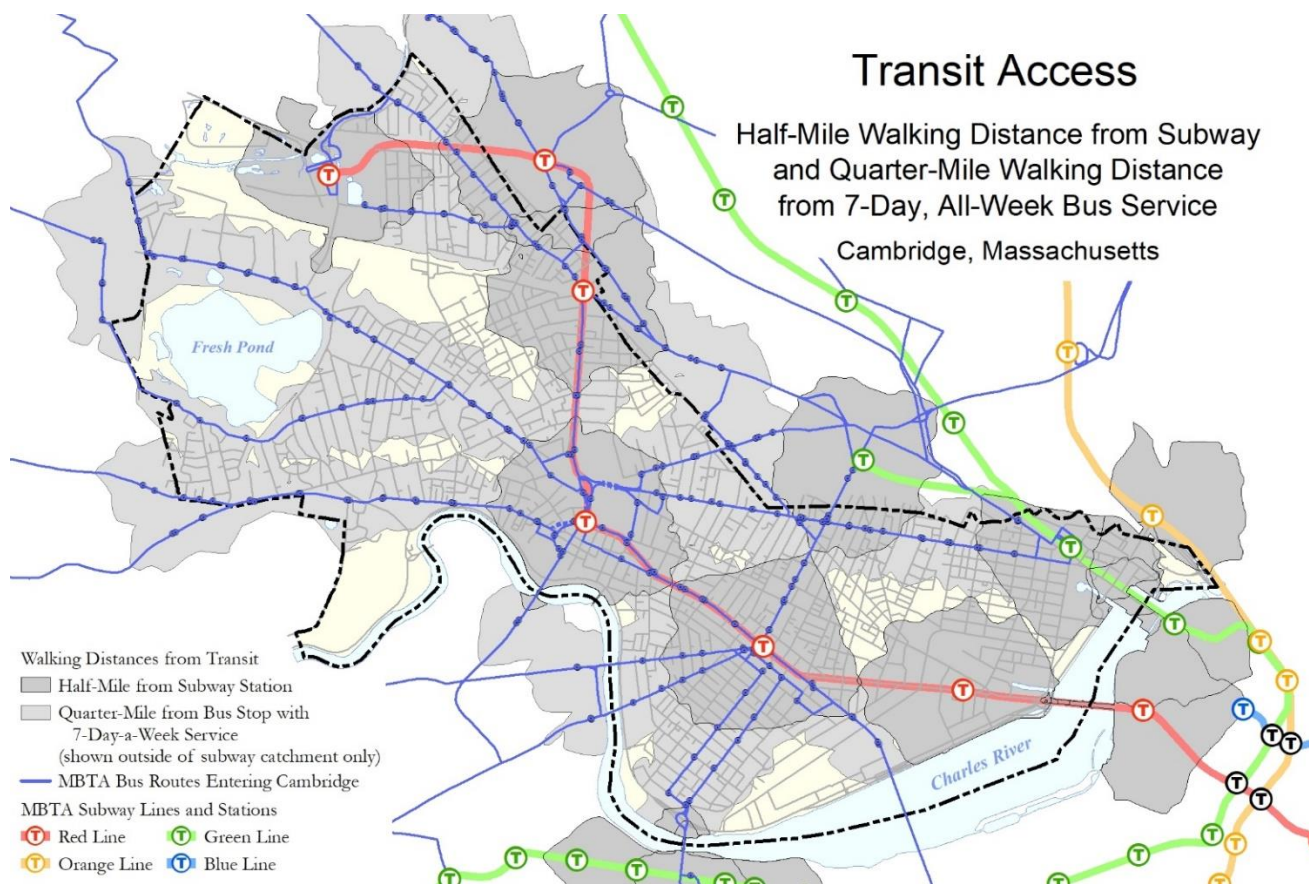 Transit Access
Half-Mile Walking Distance from Subway
and Quarter-Mile Walking Distance
from 7-Day, All-Week Bus Service
Cambridge, Massachusetts
Fresh Pond
Charles River
Walking Distances from Transit
Half-Mile from Subway Station
Quarter-Mile from Bus Stop with
7-Day-a-Week Service
(shown outside of subway catchment only)
MBTA Bus Routes Entering Cambridge
MBTA Subway Lines and Stations
T Red Line T Green Line
T Orange Line T Blue Line